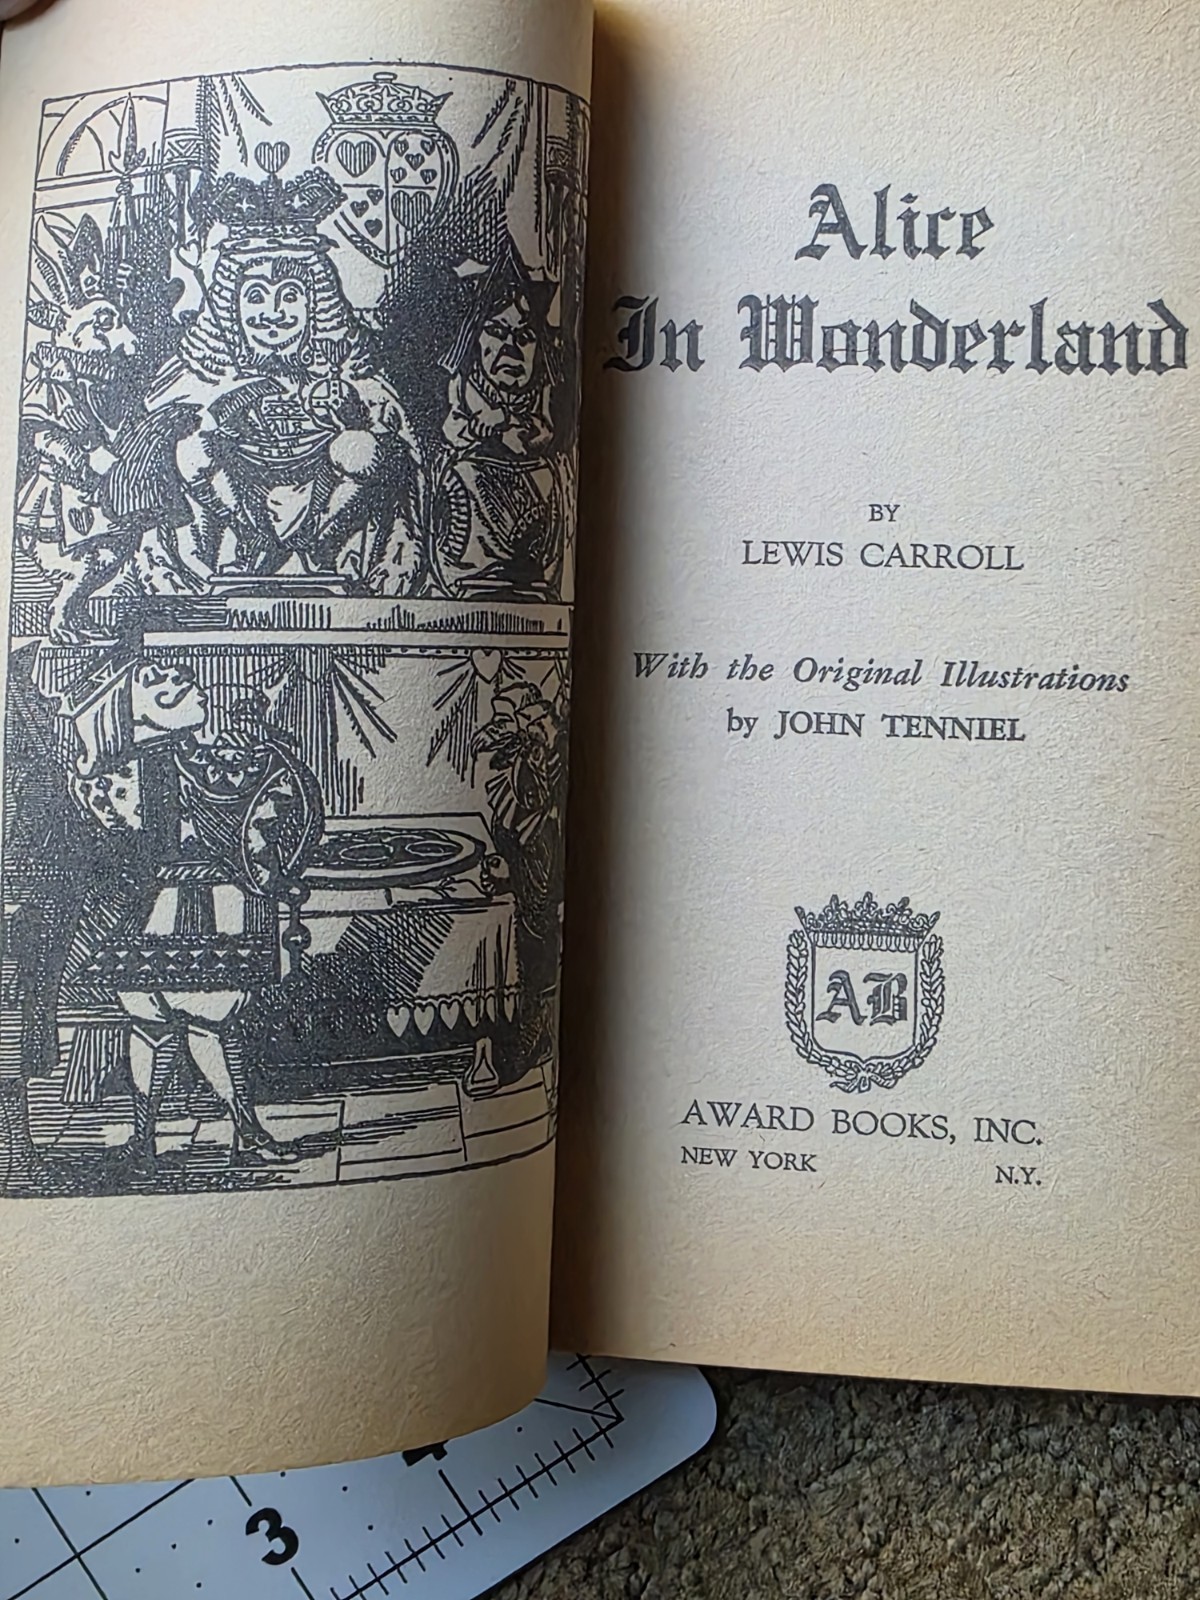 Alice
In Wonderland
BY
LEWIS CARROLL
With the Original Illustrations
by JOHN TENNIEL
AB
AWARD BOOKS, INC.
NEW YORK N.Y.
4
3